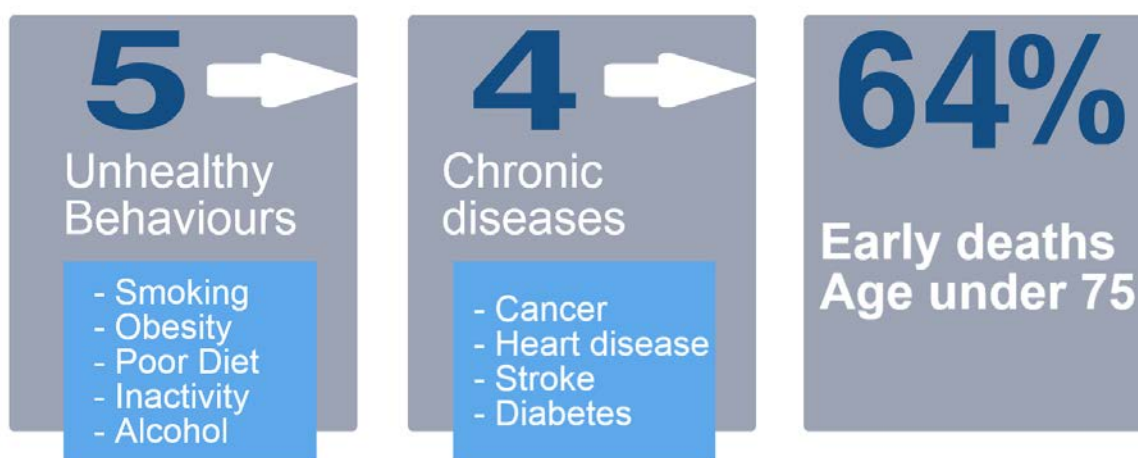 5
Unhealthy
Behaviours
- Smoking
- Obesity
- Poor Diet
- Inactivity
- Alcohol
4
Chronic
diseases
- Cancer
- Heart disease
- Stroke
- Diabetes
64%
Early deaths
Age under 75